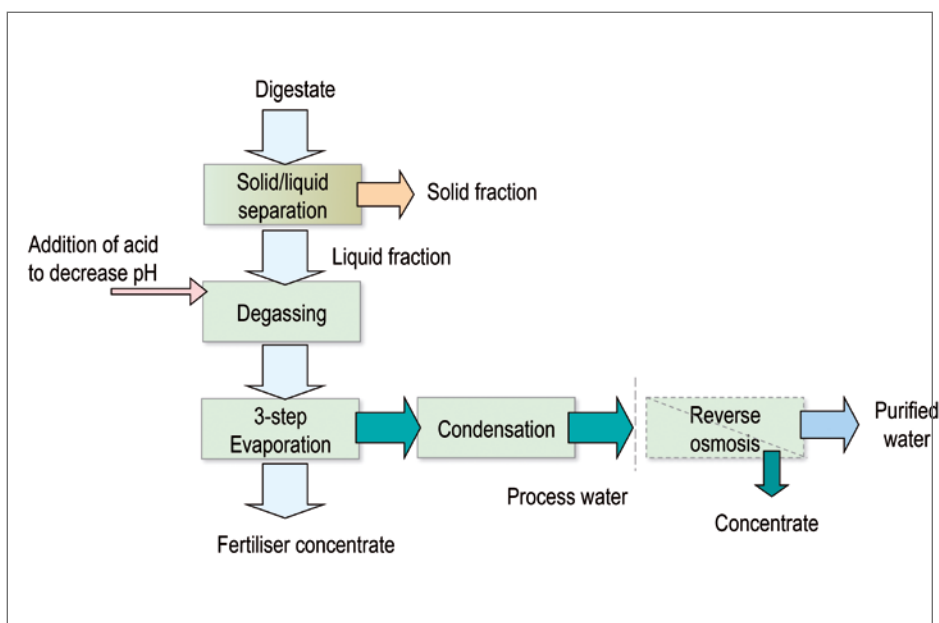 Digestate
Solid/liquid
separation
Solid fraction
Liquid fraction
Addition of acid
to decrease pH
Degassing
3-step
Evaporation
Condensation
Process water
Reverse
osmosis
Purified
water
Concentrate
Fertiliser concentrate